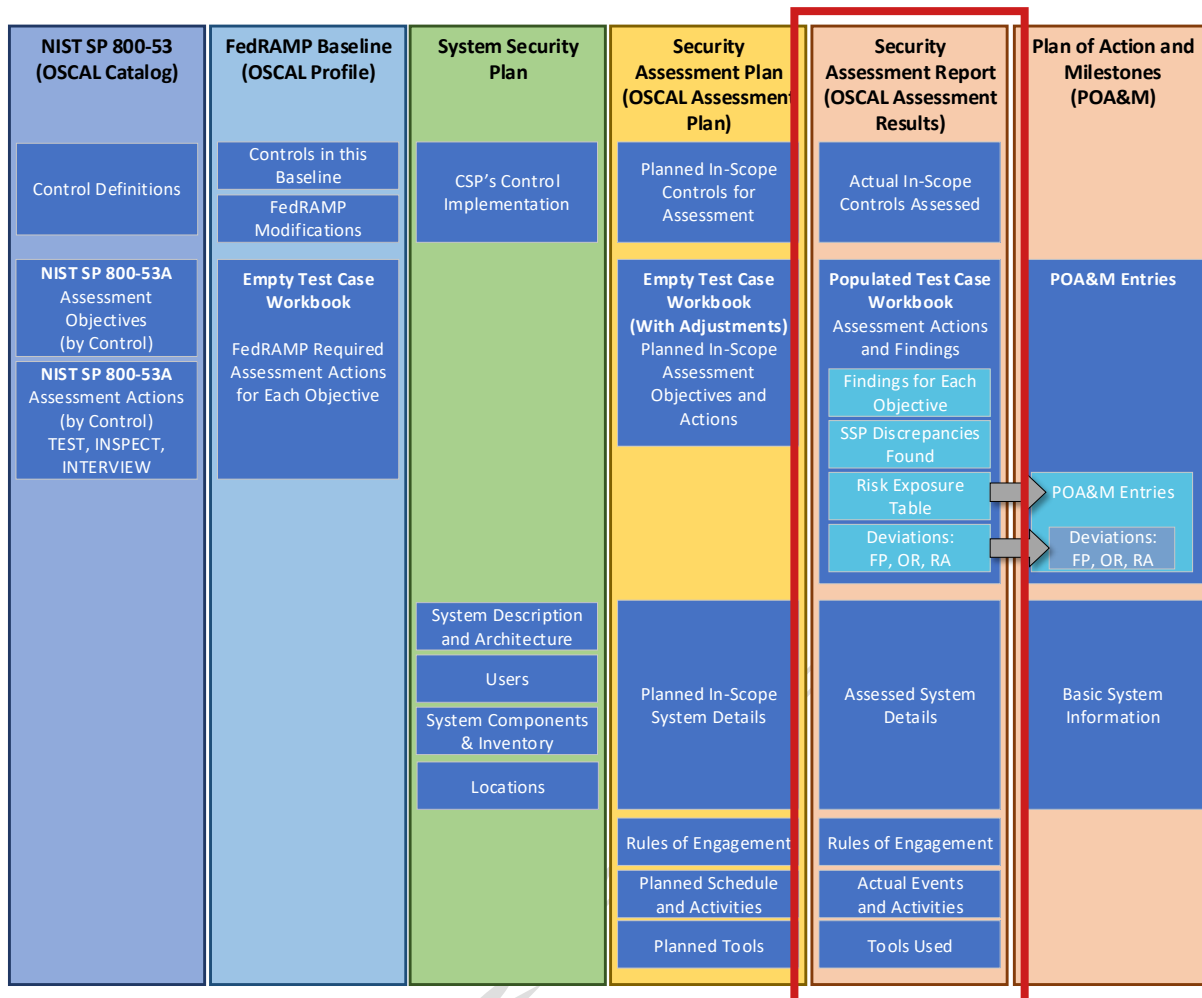 NIST SP 800-53
(OSCAL Catalog)
Control Definitions
NIST SP 800-53A
Assessment
Objectives
(by Control)
NIST SP 800-53A
Assessment Actions
(by Control)
TEST, INSPECT,
INTERVIEW
FedRAMP Baseline
(OSCAL Profile)
Controls in this
Baseline
FedRAMP
Modifications
Empty Test Case
Workbook
FedRAMP Required
Assessment Actions
for Each Objective
System Security
Plan
CSP's Control
Implementation
System Description
and Architecture
Users
System Components
& Inventory
Locations
Security
Assessment Plan
(OSCAL Assessment
Plan)
Planned In-Scope
Controls for
Assessment
Empty Test Case
Workbook
(With Adjustments)
Planned In-Scope
Assessment
Objectives and
Actions
Planned In-Scope
System Details
Rules of Engagement
Planned Schedule
and Activities
Planned Tools
Security
Assessment Report
(OSCAL Assessment
Results)
Actual In-Scope
Controls Assessed
Populated Test Case
Workbook
Assessment Actions
and Findings
Findings for Each
Objective
SSP Discrepancies
Found
Risk Exposure
Table
Deviations:
FP, OR, RA
Assessed System
Details
Rules of Engagement
Actual Events
and Activities
Tools Used
Plan of Action and
Milestones
(POA&M)
POA&M Entries
POA&M Entries
Deviations:
FP, OR, RA
Basic System
Information